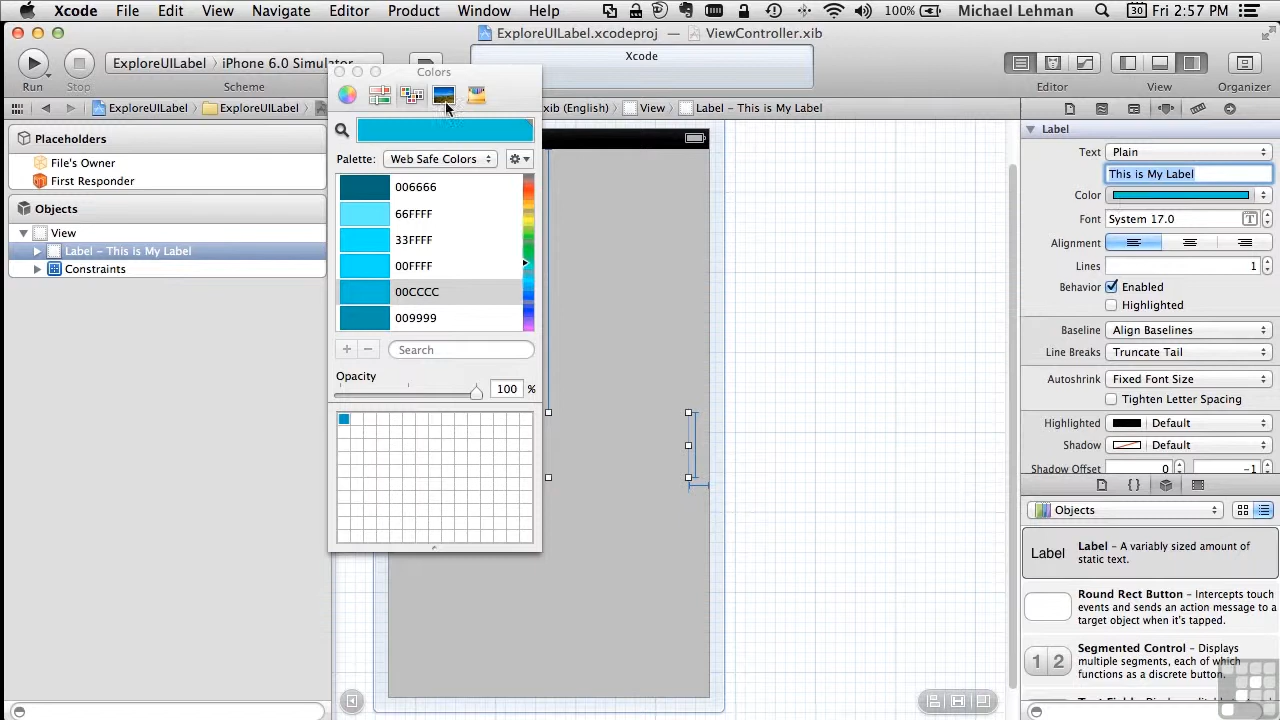 Xcode File Edit View Navigate Editor Product Window Help 100% Michael Lehman 30 Fri 2:57 PM
ExploreUILabel.xcodeproj — ViewController.xib
Run Stop ExploreUILabel iPhone 6.0 Simulator Xcode Editor View Organizer
Scheme
Colors
ExploreUILabel ExploreUILabel xib (English) View Label – This is My Label
Placeholders
File's Owner
First Responder
Objects
View
Label – This is My Label
Constraints
Palette: Web Safe Colors
006666
66FFFF
33FFFF
00FFFF
00CCCC
009999
Search
Opacity
100 %
Label
Text Plain
This is My Label
Color
Font System 17.0 T
Alignment
Lines 1
Behavior Enabled
Highlighted
Baseline Align Baselines
Line Breaks Truncate Tail
Autoshrink Fixed Font Size
Tighten Letter Spacing
Highlighted Default
Shadow Default
Shadow Offset 0 -1
{}
Objects
Label Label – A variably sized amount of
static text.
Round Rect Button – Intercepts touch
events and sends an action message to a
target object when it's tapped.
1 2 Segmented Control – Displays
multiple segments, each of which
functions as a discrete button.